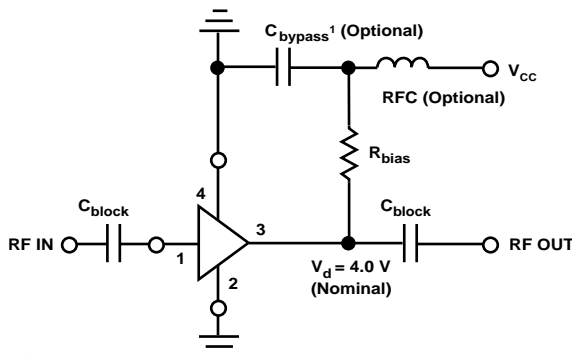 Cbypass¹ (Optional)
VCC
RFC (Optional)
Rbias
Cblock
4
Cblock
RF IN
1
3
RF OUT
2
Vd = 4.0 V
(Nominal)